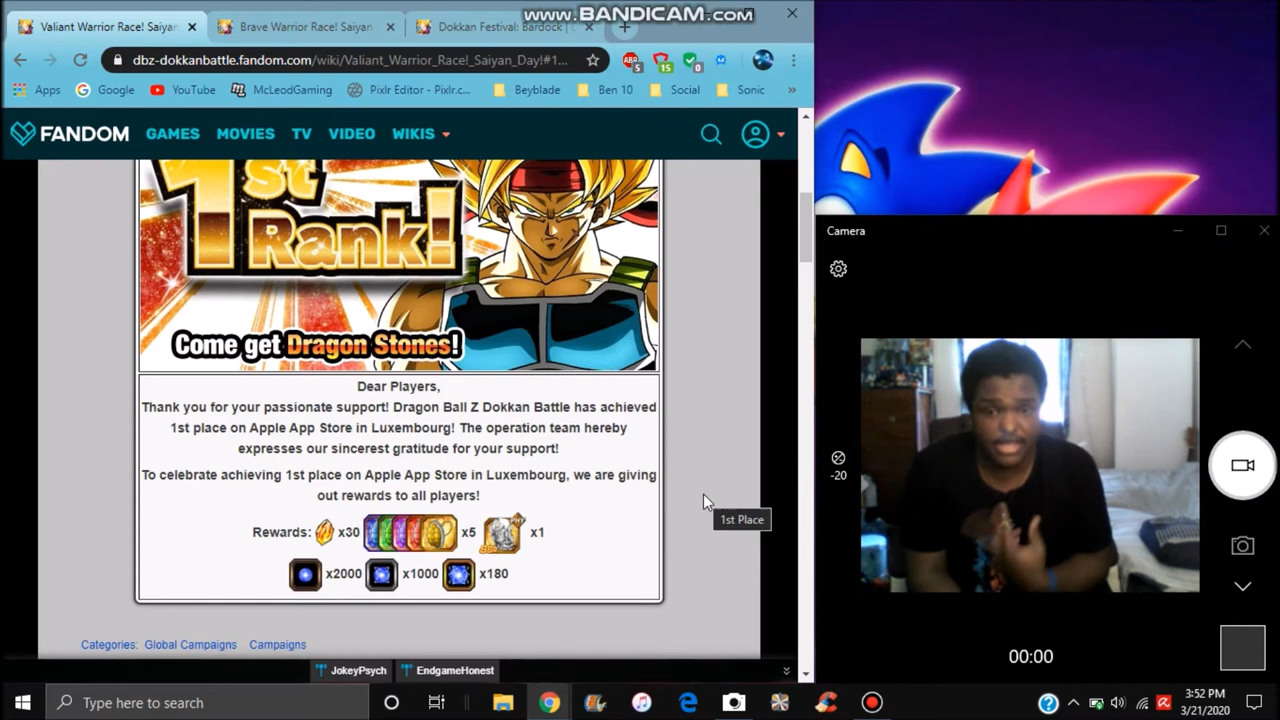 www.BANDICAM.com
Valiant Warrior Race! Saiyan
Brave Warrior Race! Saiyan
Dokkan Festival: Bardock | D
dbz-dokkanbattle.fandom.com/wiki/Valiant_Warrior_Race!_Saiyan_Day!#1...
ABP
5
15
0
Apps
Google
YouTube
McLeodGaming
Pixlr Editor - Pixlr.c...
Beyblade
Ben 10
Social
Sonic
»
FANDOM
GAMES
MOVIES
TV
VIDEO
WIKIS
1st
Rank!
Come get Dragon Stones!
Dear Players,
Thank you for your passionate support! Dragon Ball Z Dokkan Battle has achieved
1st place on Apple App Store in Luxembourg! The operation team hereby
expresses our sincerest gratitude for your support!
To celebrate achieving 1st place on Apple App Store in Luxembourg, we are giving
out rewards to all players!
Rewards: x30 x5 PHY x1
x2000 x1000 x180
1st Place
Categories: Global Campaigns Campaigns
JokeyPsych
EndgameHonest
Camera
-20
00:00
Type here to search
3:52 PM
3/21/2020